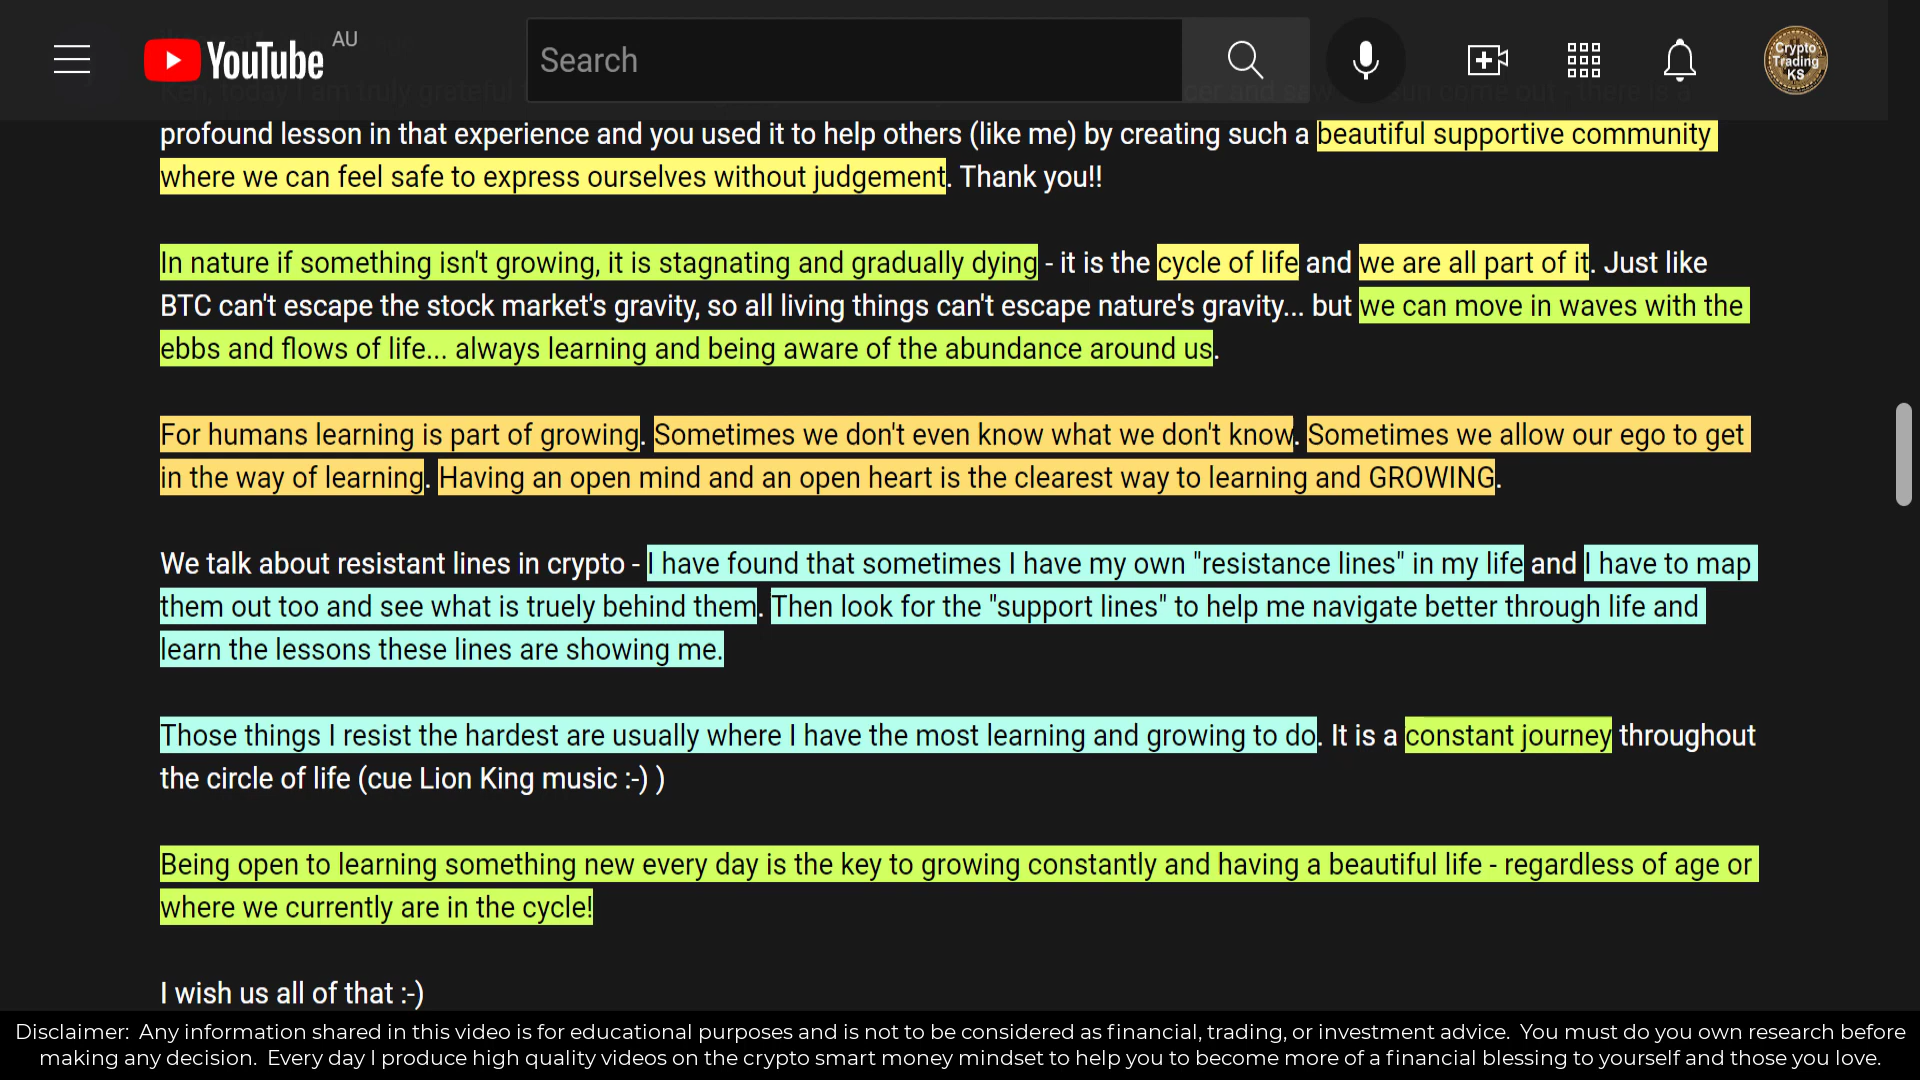 AU
YouTube
Search
Crypto
Trading
KS
Ken, today I am truly grateful
profound lesson in that experience and you used it to help others (like me) by creating such a beautiful supportive community
where we can feel safe to express ourselves without judgement. Thank you!!
In nature if something isn't growing, it is stagnating and gradually dying - it is the cycle of life and we are all part of it. Just like
BTC can't escape the stock market's gravity, so all living things can't escape nature's gravity... but we can move in waves with the
ebbs and flows of life... always learning and being aware of the abundance around us.
For humans learning is part of growing. Sometimes we don't even know what we don't know. Sometimes we allow our ego to get
in the way of learning. Having an open mind and an open heart is the clearest way to learning and GROWING.
We talk about resistant lines in crypto - I have found that sometimes I have my own "resistance lines" in my life and I have to map
them out too and see what is truely behind them. Then look for the "support lines" to help me navigate better through life and
learn the lessons these lines are showing me.
Those things I resist the hardest are usually where I have the most learning and growing to do. It is a constant journey throughout
the circle of life (cue Lion King music :-) )
Being open to learning something new every day is the key to growing constantly and having a beautiful life - regardless of age or
where we currently are in the cycle!
I wish us all of that :-)
Disclaimer: Any information shared in this video is for educational purposes and is not to be considered as financial, trading, or investment advice. You must do you own research before
making any decision. Every day I produce high quality videos on the crypto smart money mindset to help you to become more of a financial blessing to yourself and those you love.